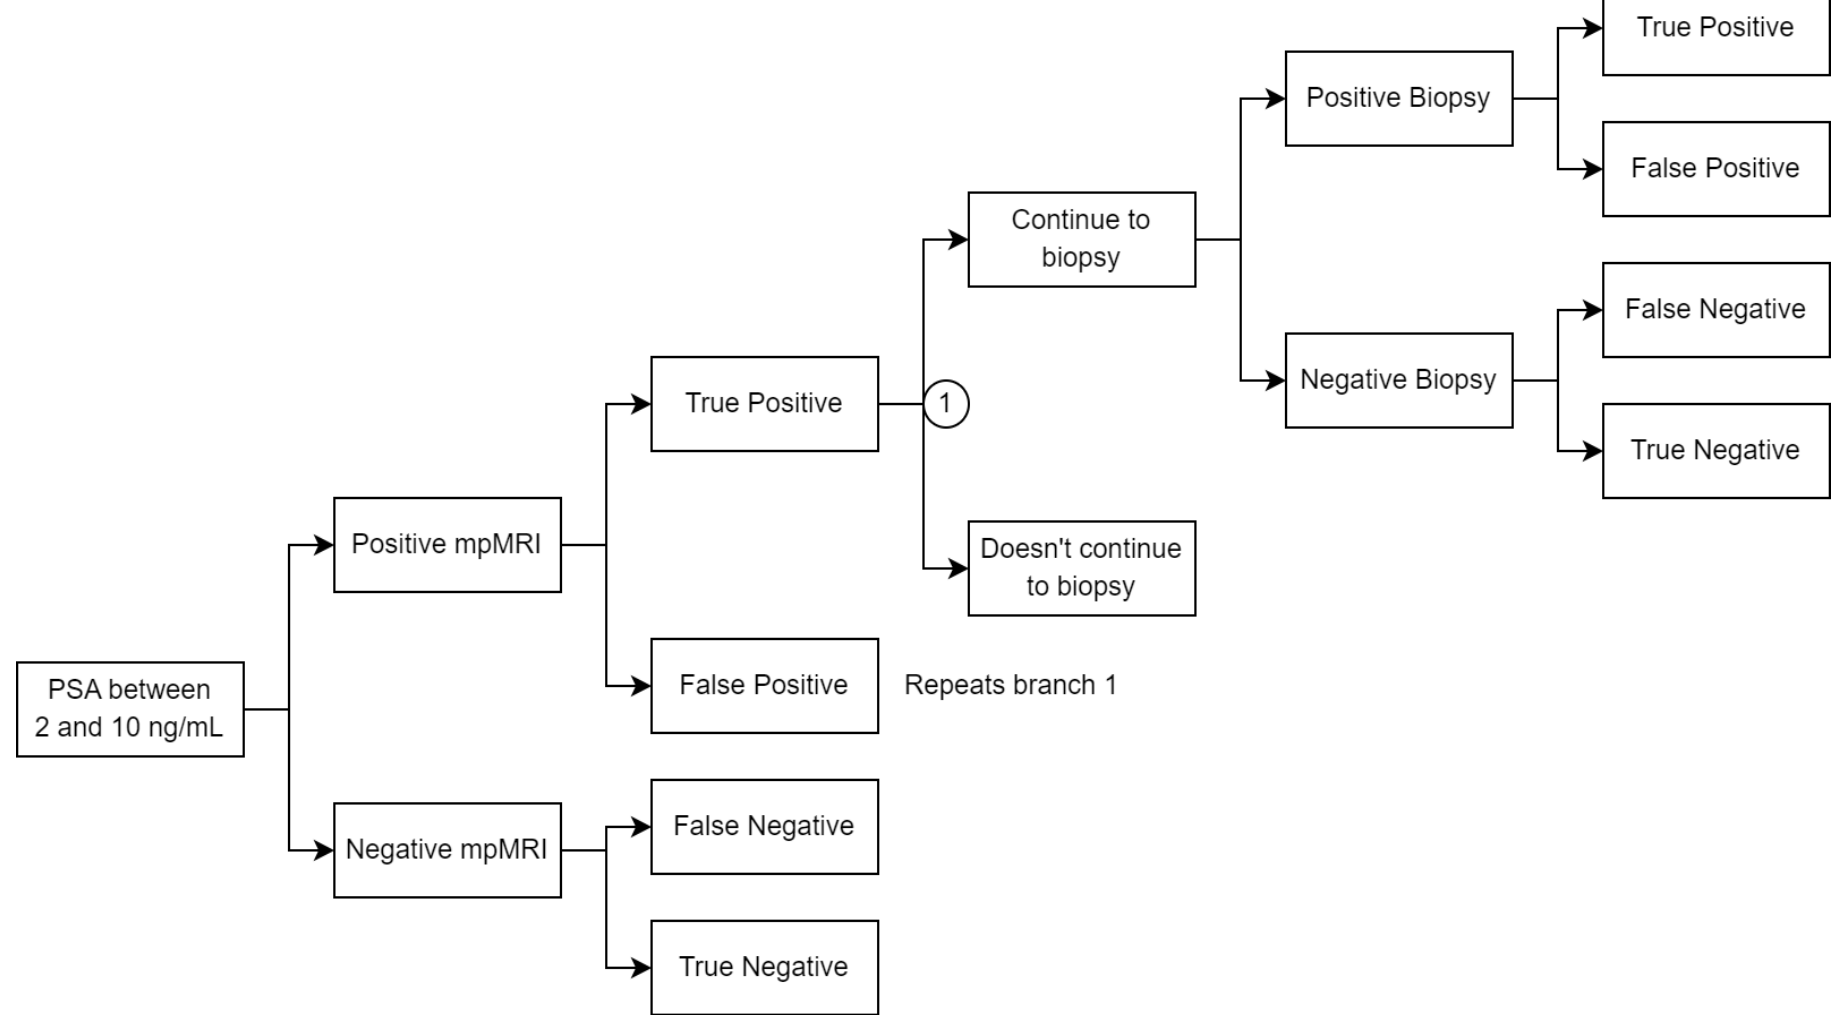 True Positive
Positive Biopsy
False Positive
Continue to
biopsy
False Negative
Negative Biopsy
True Positive
1
True Negative
Positive mpMRI
Doesn't continue
to biopsy
PSA between
2 and 10 ng/mL
False Positive
Repeats branch 1
False Negative
Negative mpMRI
True Negative